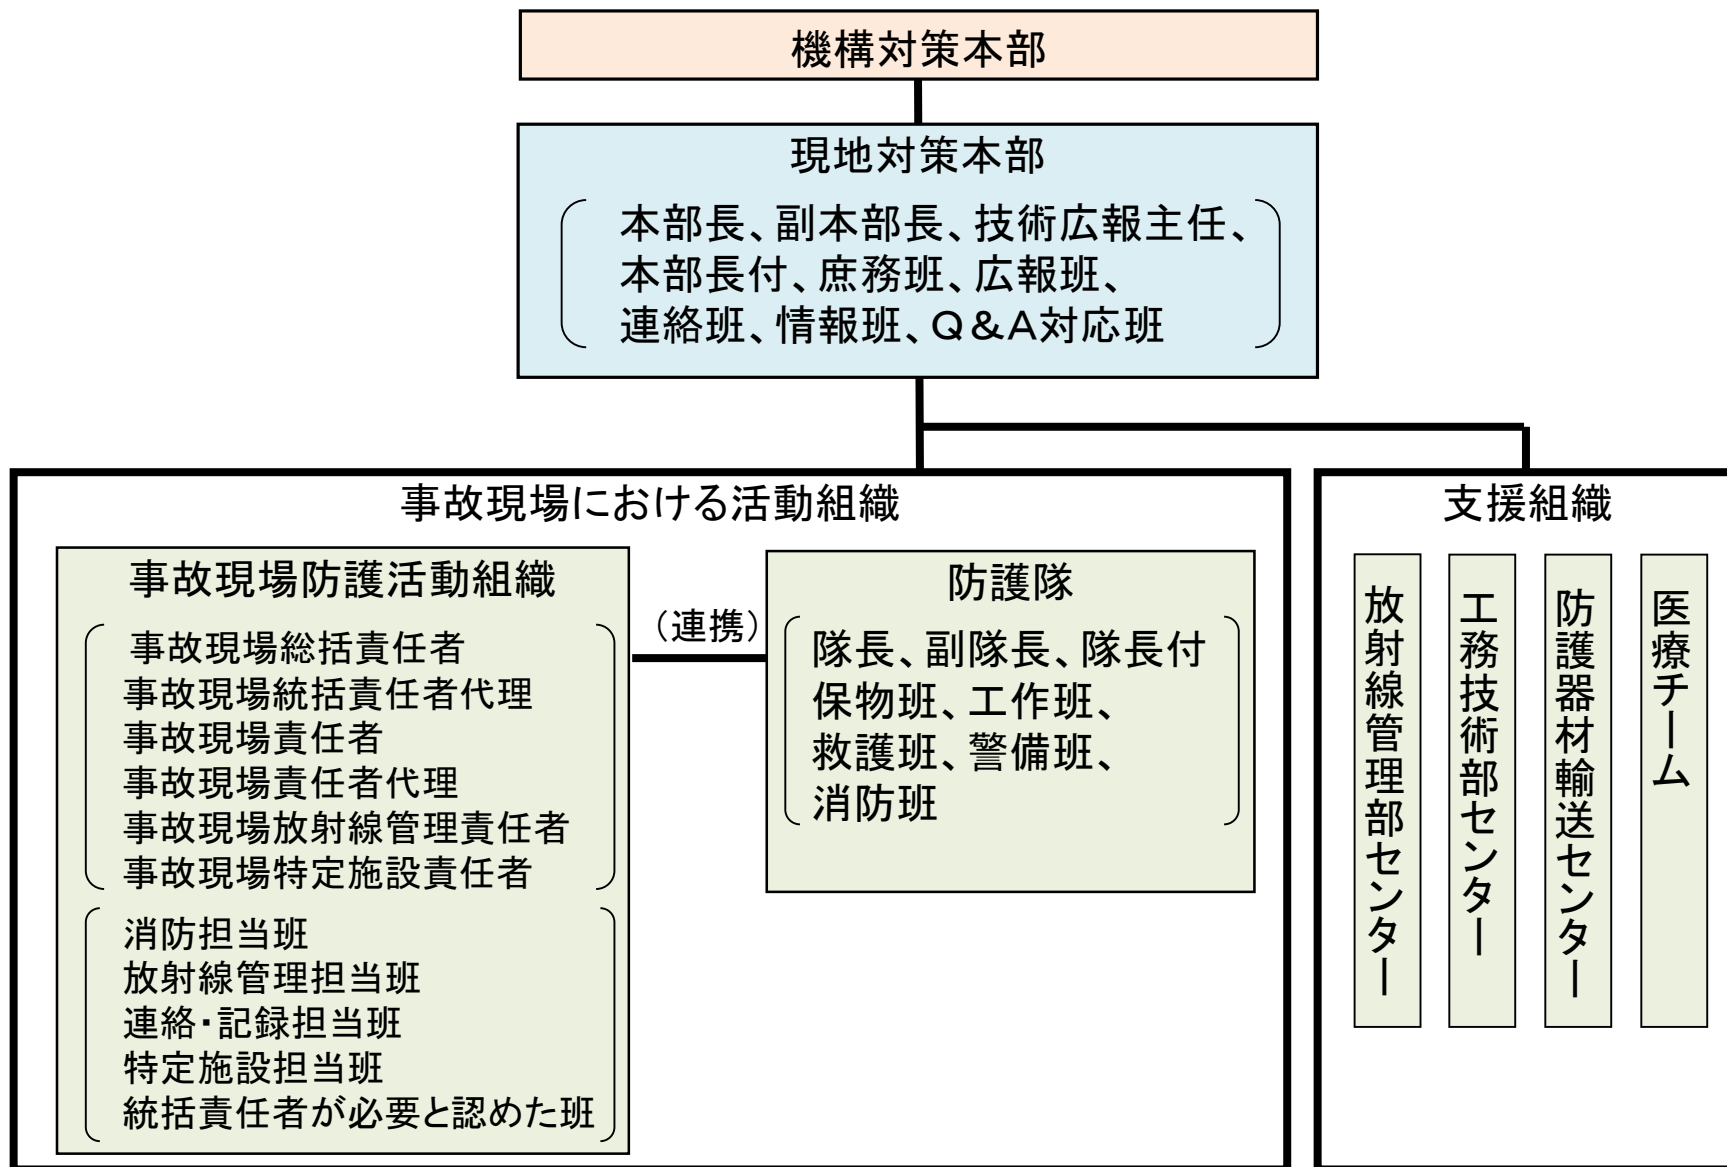 機構対策本部
現地対策本部
本部長、副本部長、技術広報主任、
本部長付、庶務班、広報班、
連絡班、情報班、Q＆A対応班
事故現場における活動組織
事故現場防護活動組織
事故現場総括責任者
事故現場統括責任者代理
事故現場責任者
事故現場責任者代理
事故現場放射線管理責任者
事故現場特定施設責任者
消防担当班
放射線管理担当班
連絡・記録担当班
特定施設担当班
統括責任者が必要と認めた班
（連携）
防護隊
隊長、副隊長、隊長付
保物班、工作班、
救護班、警備班、
消防班
支援組織
放射線管理部センター
工務技術部センター
防護器材輸送センター
医療チーム